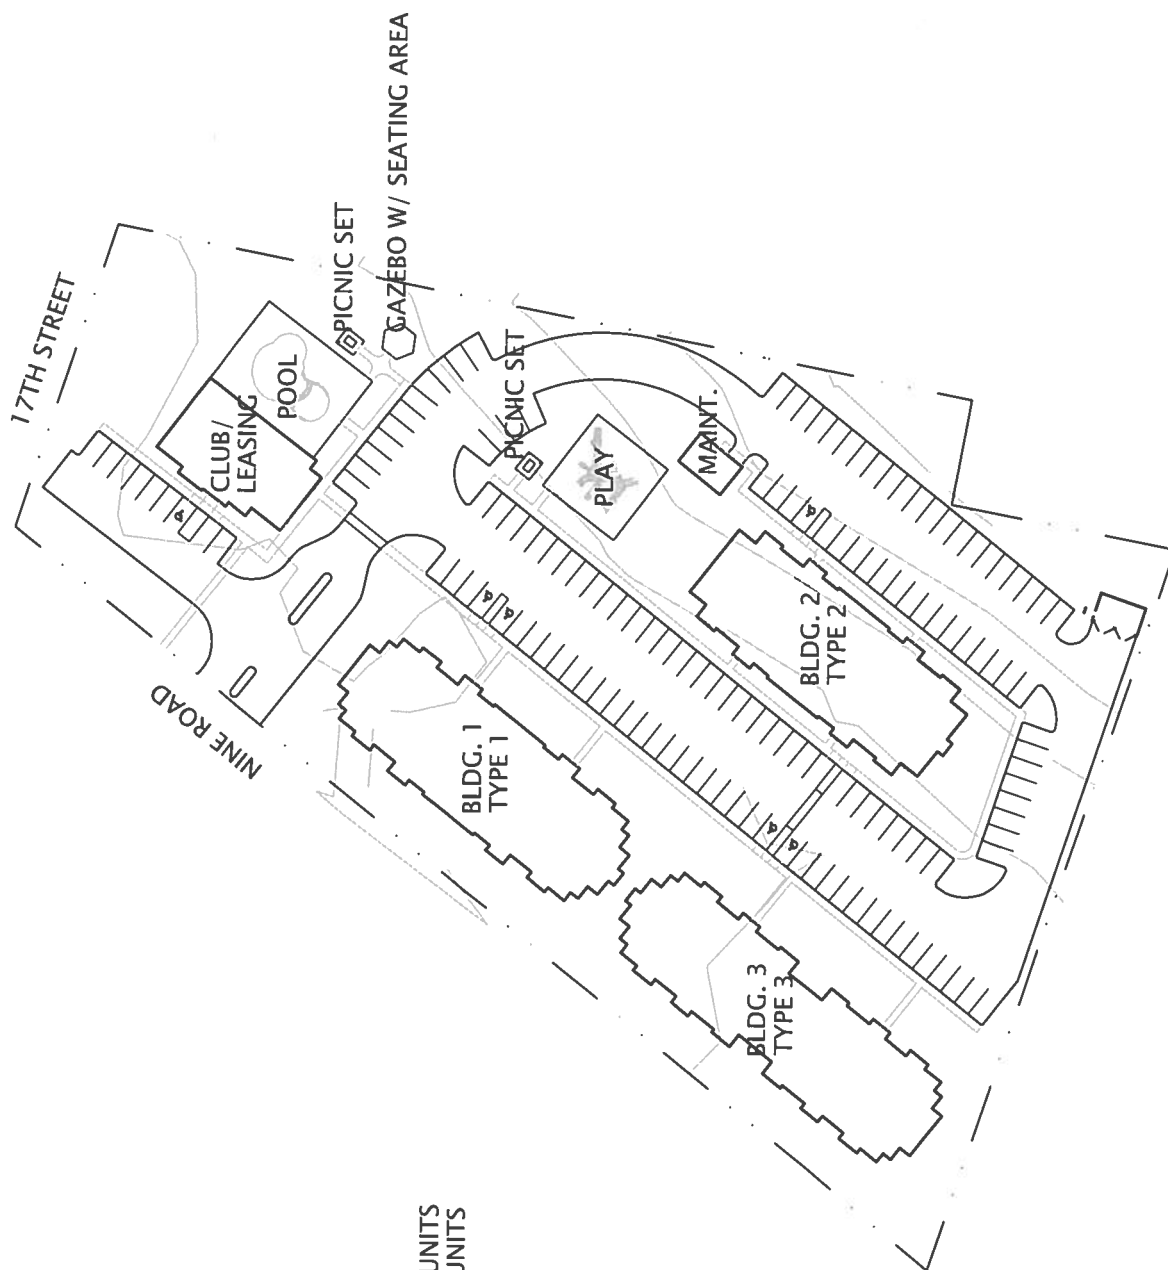 17TH STREET
PICNIC SET
GAZEBO W/ SEATING AREA
CLUB/
LEASING
POOL
PICNIC SET
PLAY
MAINT.
NINE ROAD
BLDG. 1
TYPE 1
BLDG. 2
TYPE 2
BLDG. 3
TYPE 3
UNITS
UNITS